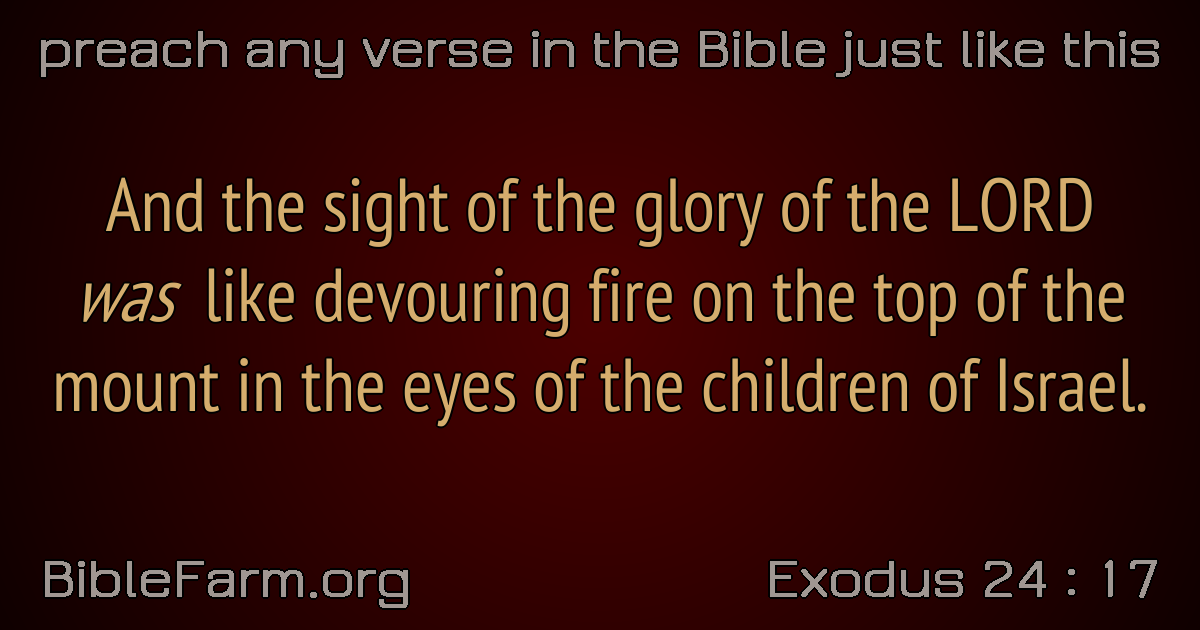 preach any verse in the Bible just like this
And the sight of the glory of the LORD
was like devouring fire on the top of the
mount in the eyes of the children of Israel.
BibleFarm.org
Exodus 24 : 17